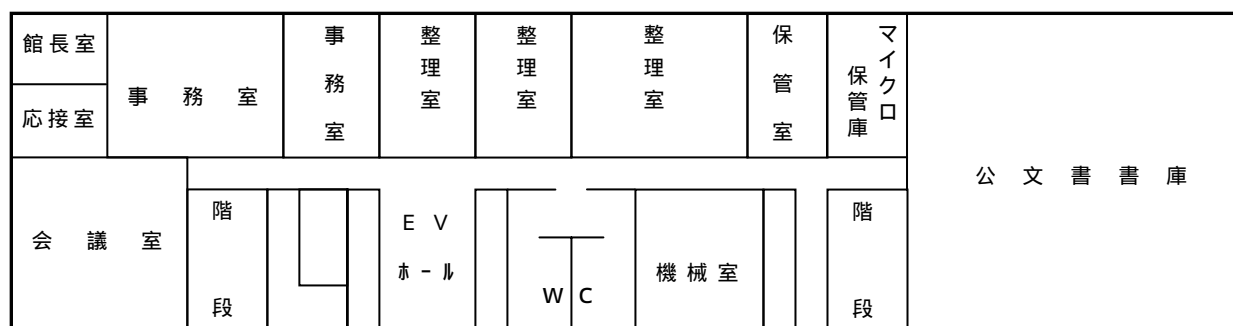 館長室
応接室
事務室
事務室
整理室
整理室
整理室
保管室
マイクロ
保管庫
公文書書庫
会議室
階段
EV
ホール
WC
機械室
階段